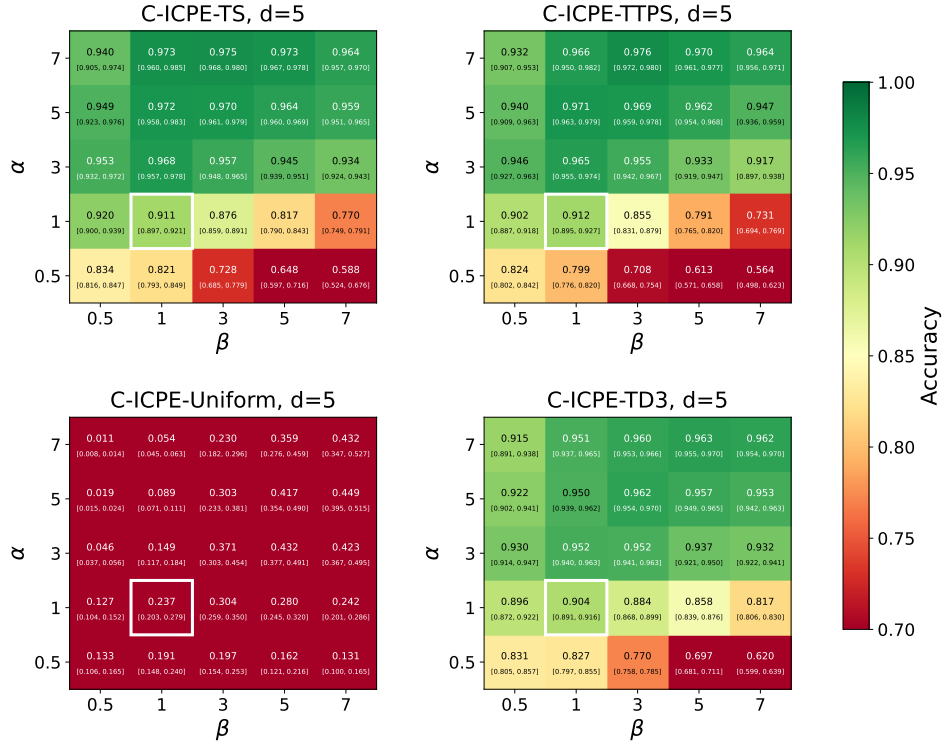 C-ICPE-TS, d=5
α
7
0.940 0.973 0.975 0.973 0.964
[0.905, 0.974] [0.960, 0.985] [0.968, 0.980] [0.967, 0.978] [0.957, 0.970]
5
0.949 0.972 0.970 0.964 0.959
[0.923, 0.976] [0.958, 0.983] [0.961, 0.979] [0.960, 0.969] [0.951, 0.965]
3
0.953 0.968 0.957 0.945 0.934
[0.932, 0.972] [0.957, 0.978] [0.948, 0.965] [0.939, 0.951] [0.924, 0.943]
1
0.920 0.911 0.876 0.817 0.770
[0.900, 0.939] [0.897, 0.921] [0.859, 0.891] [0.790, 0.843] [0.749, 0.791]
0.5
0.834 0.821 0.728 0.648 0.588
[0.816, 0.847] [0.793, 0.849] [0.685, 0.779] [0.597, 0.716] [0.524, 0.676]
0.5 1 3 5 7
β
C-ICPE-TTPS, d=5
α
7
0.932 0.966 0.976 0.970 0.964
[0.907, 0.953] [0.950, 0.982] [0.972, 0.980] [0.961, 0.977] [0.956, 0.971]
5
0.940 0.971 0.969 0.962 0.947
[0.909, 0.963] [0.963, 0.979] [0.959, 0.978] [0.954, 0.968] [0.936, 0.959]
3
0.946 0.965 0.955 0.933 0.917
[0.927, 0.963] [0.955, 0.974] [0.942, 0.967] [0.919, 0.947] [0.897, 0.938]
1
0.902 0.912 0.855 0.791 0.731
[0.887, 0.918] [0.895, 0.927] [0.831, 0.879] [0.765, 0.820] [0.694, 0.769]
0.5
0.824 0.799 0.708 0.613 0.564
[0.802, 0.842] [0.776, 0.820] [0.668, 0.754] [0.571, 0.658] [0.498, 0.623]
0.5 1 3 5 7
β
C-ICPE-Uniform, d=5
α
7
0.011 0.054 0.230 0.359 0.432
[0.008, 0.014] [0.045, 0.063] [0.182, 0.296] [0.276, 0.459] [0.347, 0.527]
5
0.019 0.089 0.303 0.417 0.449
[0.015, 0.024] [0.071, 0.111] [0.233, 0.381] [0.354, 0.490] [0.395, 0.515]
3
0.046 0.149 0.371 0.432 0.423
[0.037, 0.056] [0.117, 0.184] [0.303, 0.454] [0.377, 0.491] [0.367, 0.495]
1
0.127 0.237 0.304 0.280 0.242
[0.104, 0.152] [0.203, 0.279] [0.259, 0.350] [0.245, 0.320] [0.201, 0.286]
0.5
0.133 0.191 0.197 0.162 0.131
[0.106, 0.165] [0.148, 0.240] [0.154, 0.253] [0.121, 0.216] [0.100, 0.165]
0.5 1 3 5 7
β
C-ICPE-TD3, d=5
α
7
0.915 0.951 0.960 0.963 0.962
[0.891, 0.938] [0.937, 0.965] [0.953, 0.966] [0.955, 0.970] [0.954, 0.970]
5
0.922 0.950 0.962 0.957 0.953
[0.902, 0.941] [0.939, 0.962] [0.954, 0.970] [0.949, 0.965] [0.942, 0.963]
3
0.930 0.952 0.952 0.937 0.932
[0.914, 0.947] [0.940, 0.963] [0.941, 0.963] [0.921, 0.950] [0.922, 0.941]
1
0.896 0.904 0.884 0.858 0.817
[0.872, 0.922] [0.891, 0.916] [0.868, 0.899] [0.839, 0.876] [0.806, 0.830]
0.5
0.831 0.827 0.770 0.697 0.620
[0.805, 0.857] [0.797, 0.855] [0.758, 0.785] [0.681, 0.711] [0.599, 0.639]
0.5 1 3 5 7
β
1.00
0.95
0.90
0.85
0.80
0.75
0.70
Accuracy